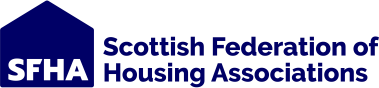 SFHA
Scottish Federation of
Housing Associations